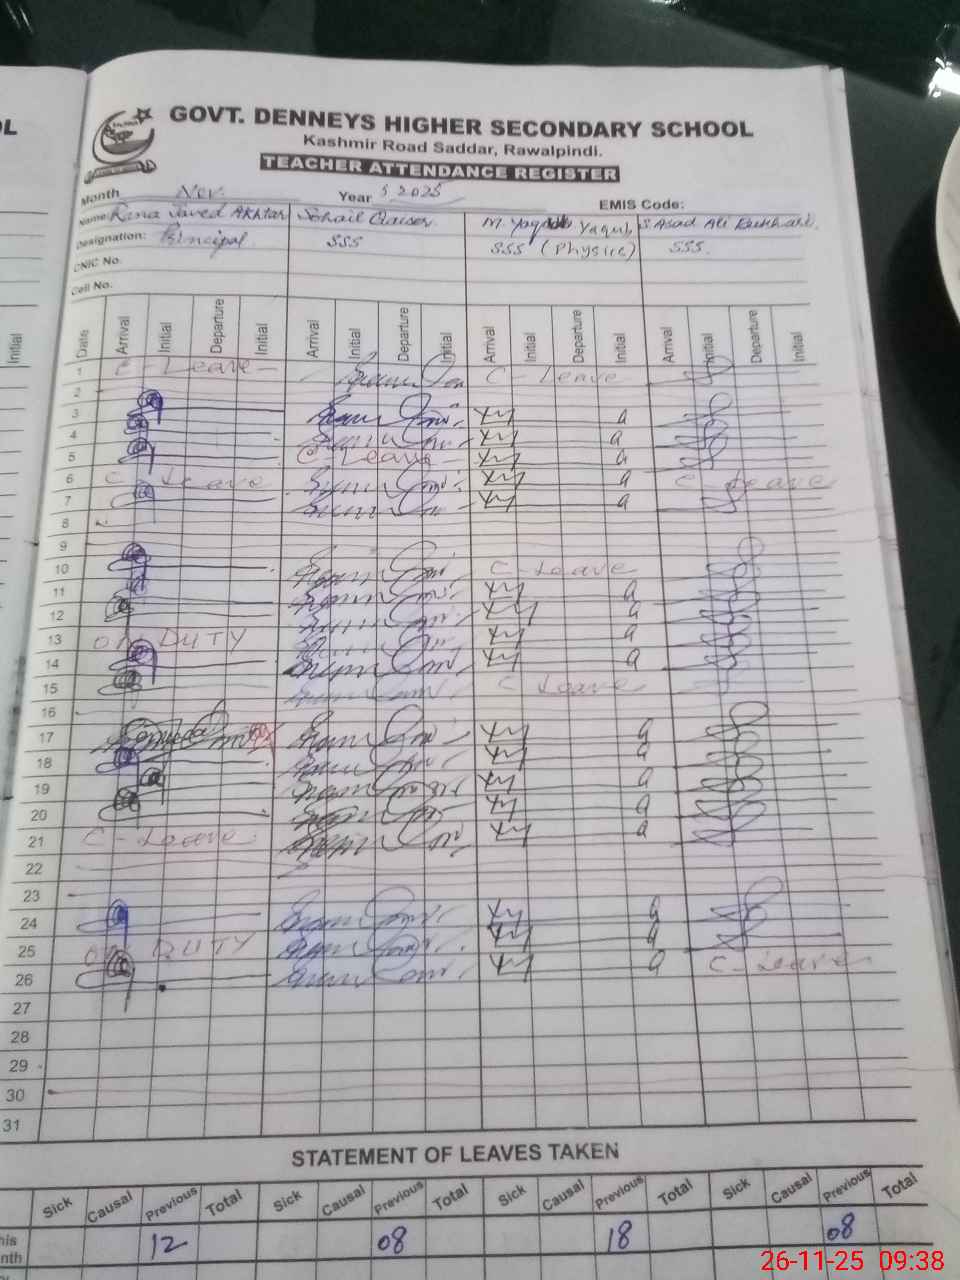 OL
GOVT. DENNEYS HIGHER SECONDARY SCHOOL
Kashmir Road Saddar, Rawalpindi.
TEACHER ATTENDANCE REGISTER
Month Nov. Year 2025 EMIS Code:
Name: Rana Javed Akhtar Sohail Qaiser M. Yaqub S. Asad Ali Bukhari
Designation: Principal SSS SSS (Physics) SSS.
CNIC No.
Cell No.
Initial Date Arrival Initial Departure Initial Arrival Initial Departure Initial Arrival Initial Departure Initial Arrival Initial Departure Initial
1 C - Leave C - Leave
2
3
4
5 C Leave
6 C Leave C - Leave
7
8
9
10 C - Leave
11
12
13 on DUTY
14
15 C Leave
16
17
18
19
20
21 C - Leave
22
23
24
25 on DUTY
26 C - Leave
27
28
29
30
31
STATEMENT OF LEAVES TAKEN
Sick Causal Previous Total Sick Causal Previous Total Sick Causal Previous Total Sick Causal Previous Total
12 08 18 08
26-11-25 09:38